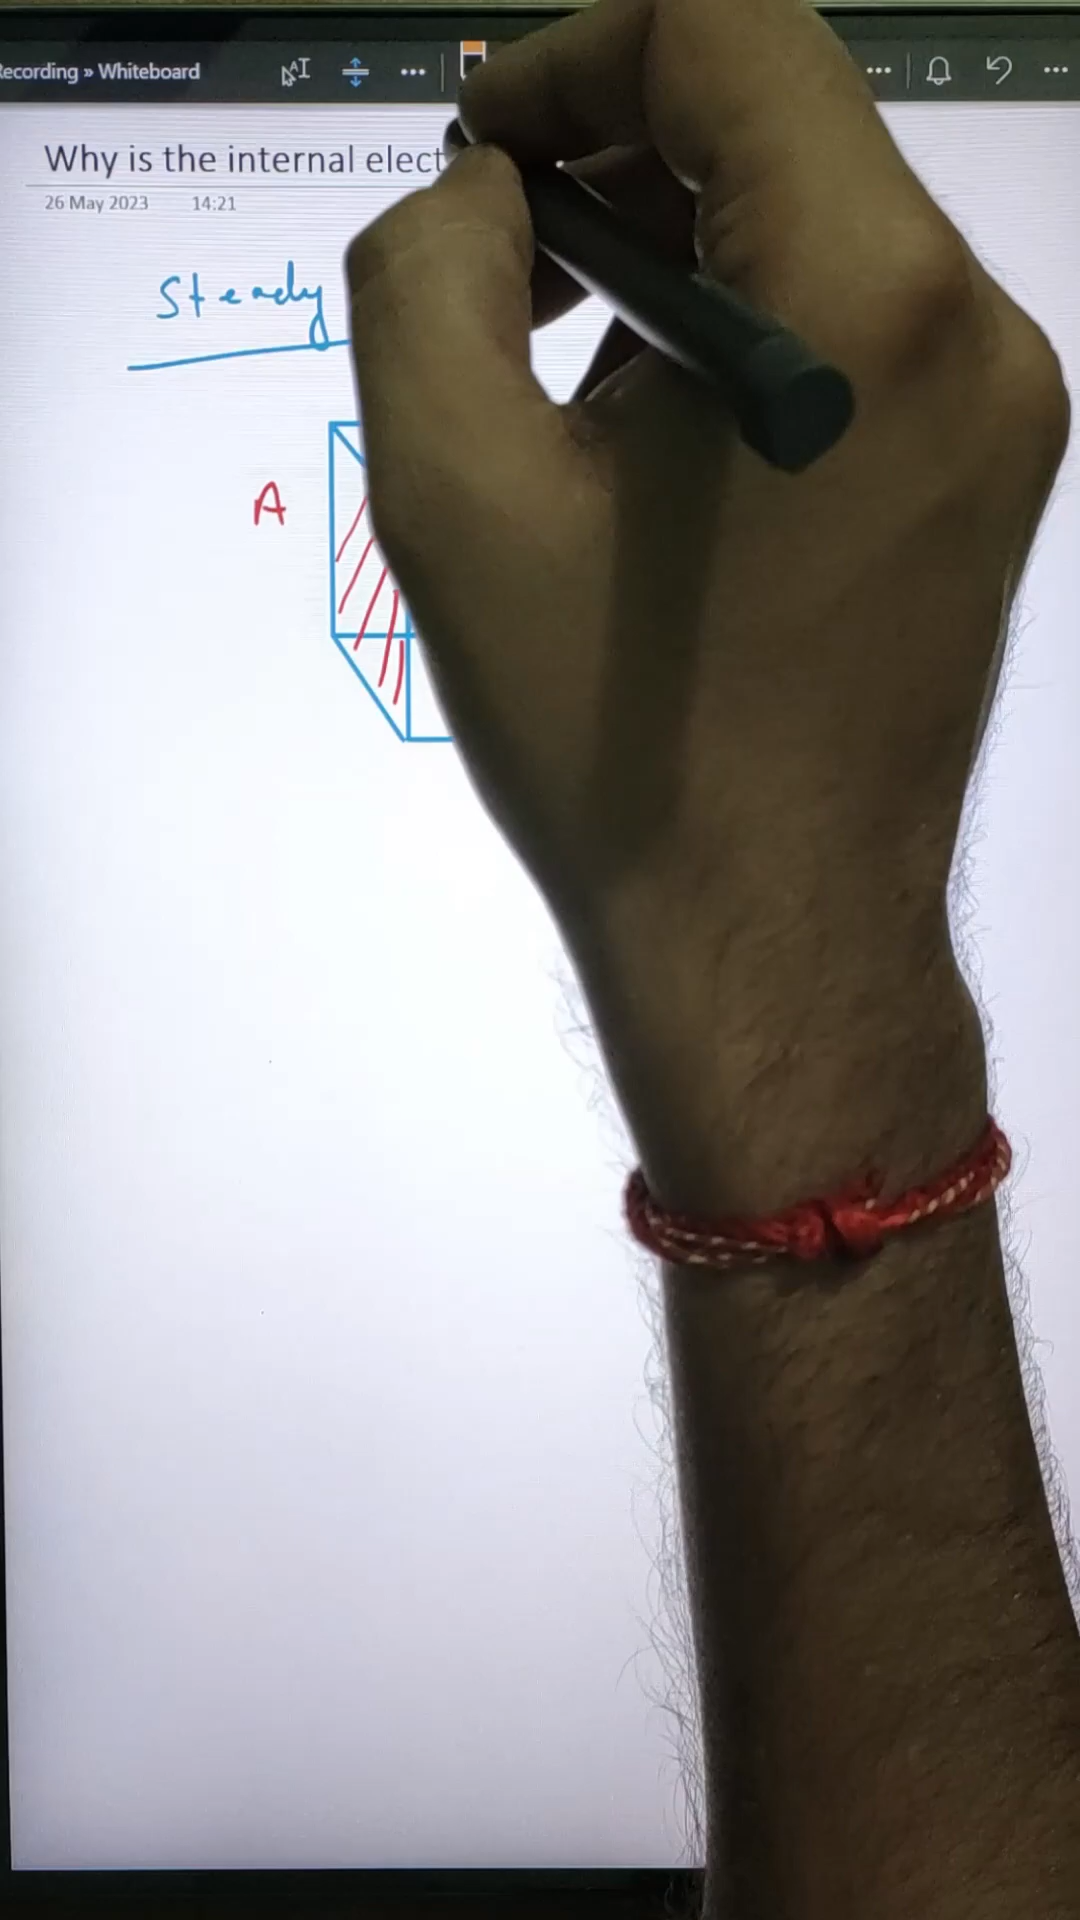 Recording » Whiteboard
Why is the internal elect
26 May 2023 14:21
Steady
A